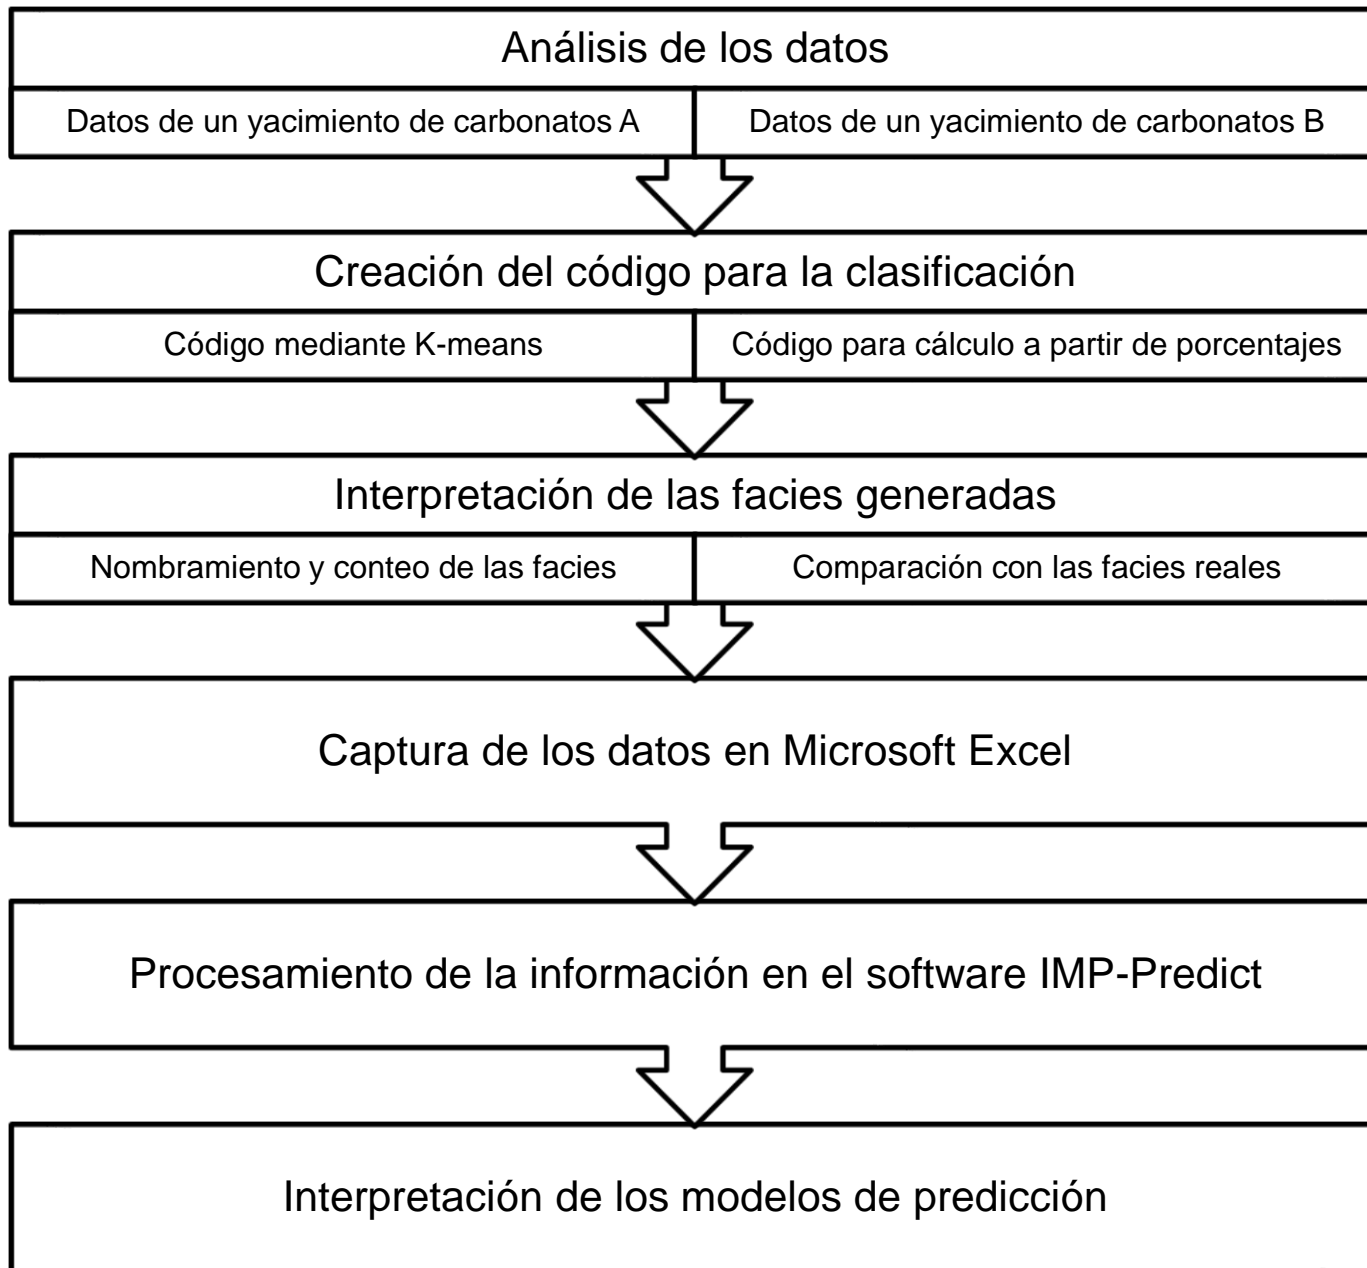 Análisis de los datos
Datos de un yacimiento de carbonatos A
Datos de un yacimiento de carbonatos B
Creación del código para la clasificación
Código mediante K-means
Código para cálculo a partir de porcentajes
Interpretación de las facies generadas
Nombramiento y conteo de las facies
Comparación con las facies reales
Captura de los datos en Microsoft Excel
Procesamiento de la información en el software IMP-Predict
Interpretación de los modelos de predicción